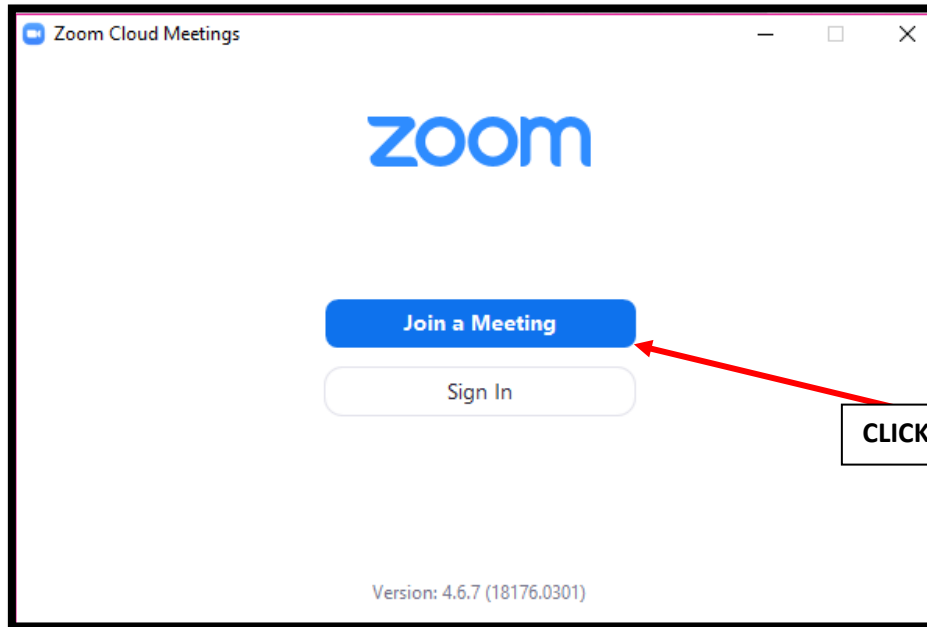 Zoom Cloud Meetings
zoom
Join a Meeting
Sign In
CLICK
Version: 4.6.7 (18176.0301)